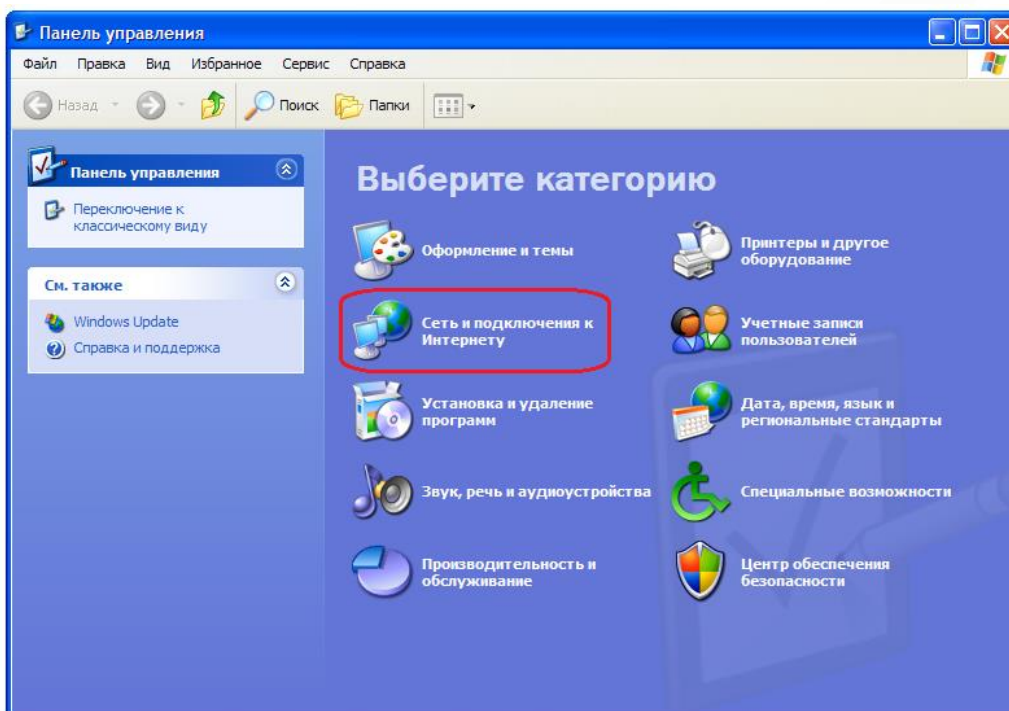 Панель управления
Файл Правка Вид Избранное Сервис Справка
Назад Поиск Папки
Панель управления
Переключение к
классическому виду
См. также
Windows Update
Справка и поддержка
Выберите категорию
Оформление и темы
Принтеры и другое
оборудование
Сеть и подключения к
Интернету
Учетные записи
пользователей
Установка и удаление
программ
Дата, время, язык и
региональные стандарты
Звук, речь и аудиоустройства
Специальные возможности
Производительность и
обслуживание
Центр обеспечения
безопасности